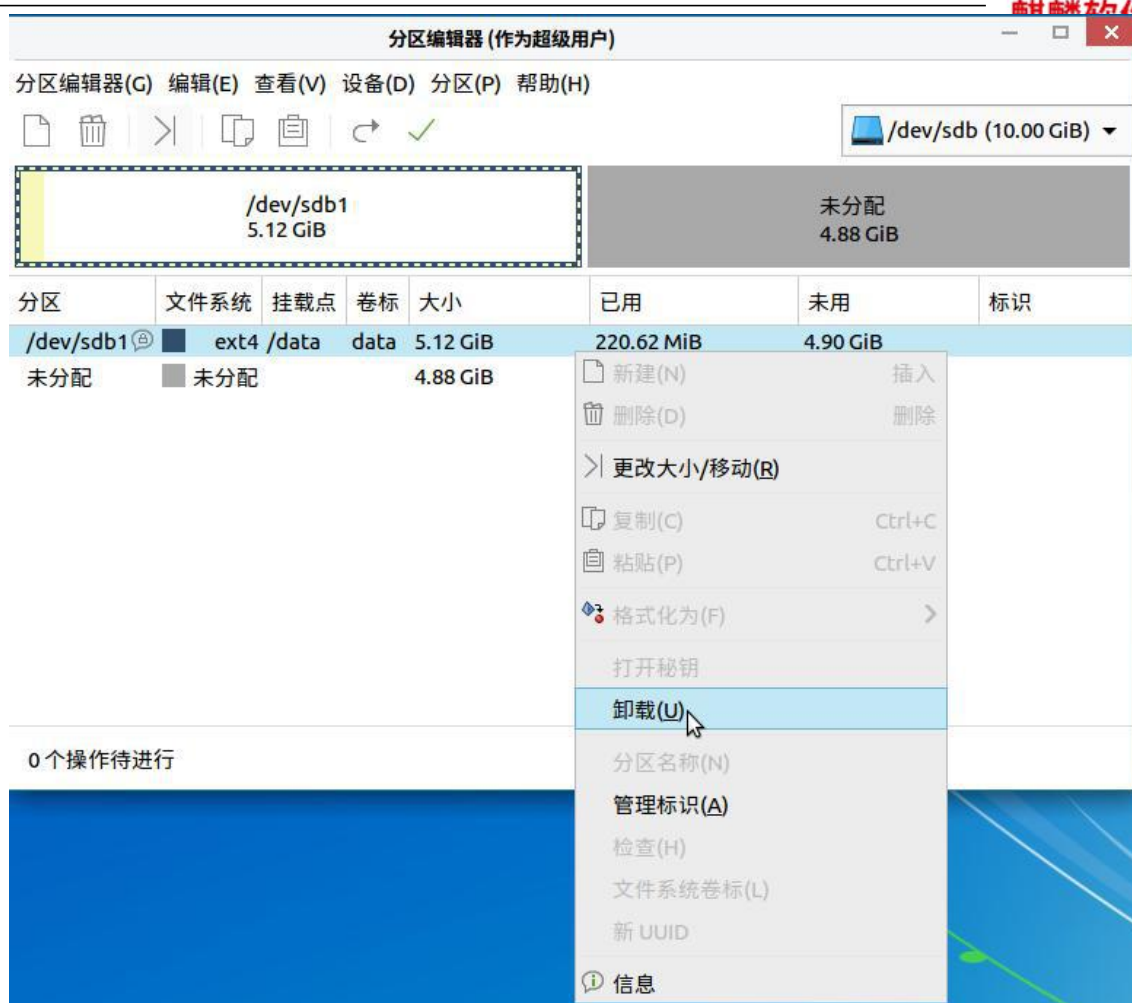 分区编辑器 (作为超级用户)
分区编辑器(G) 编辑(E) 查看(V) 设备(D) 分区(P) 帮助(H)
/dev/sdb (10.00 GiB)
/dev/sdb1
5.12 GiB
未分配
4.88 GiB
分区 文件系统 挂载点 卷标 大小 已用 未用 标识
/dev/sdb1 ext4 /data data 5.12 GiB 220.62 MiB 4.90 GiB
未分配 未分配 4.88 GiB
新建(N) 插入
删除(D) 删除
更改大小/移动(R)
复制(C) Ctrl+C
粘贴(P) Ctrl+V
格式化为(F)
打开秘钥
卸载(U)
分区名称(N)
管理标识(A)
检查(H)
文件系统卷标(L)
新 UUID
信息
0个操作待进行